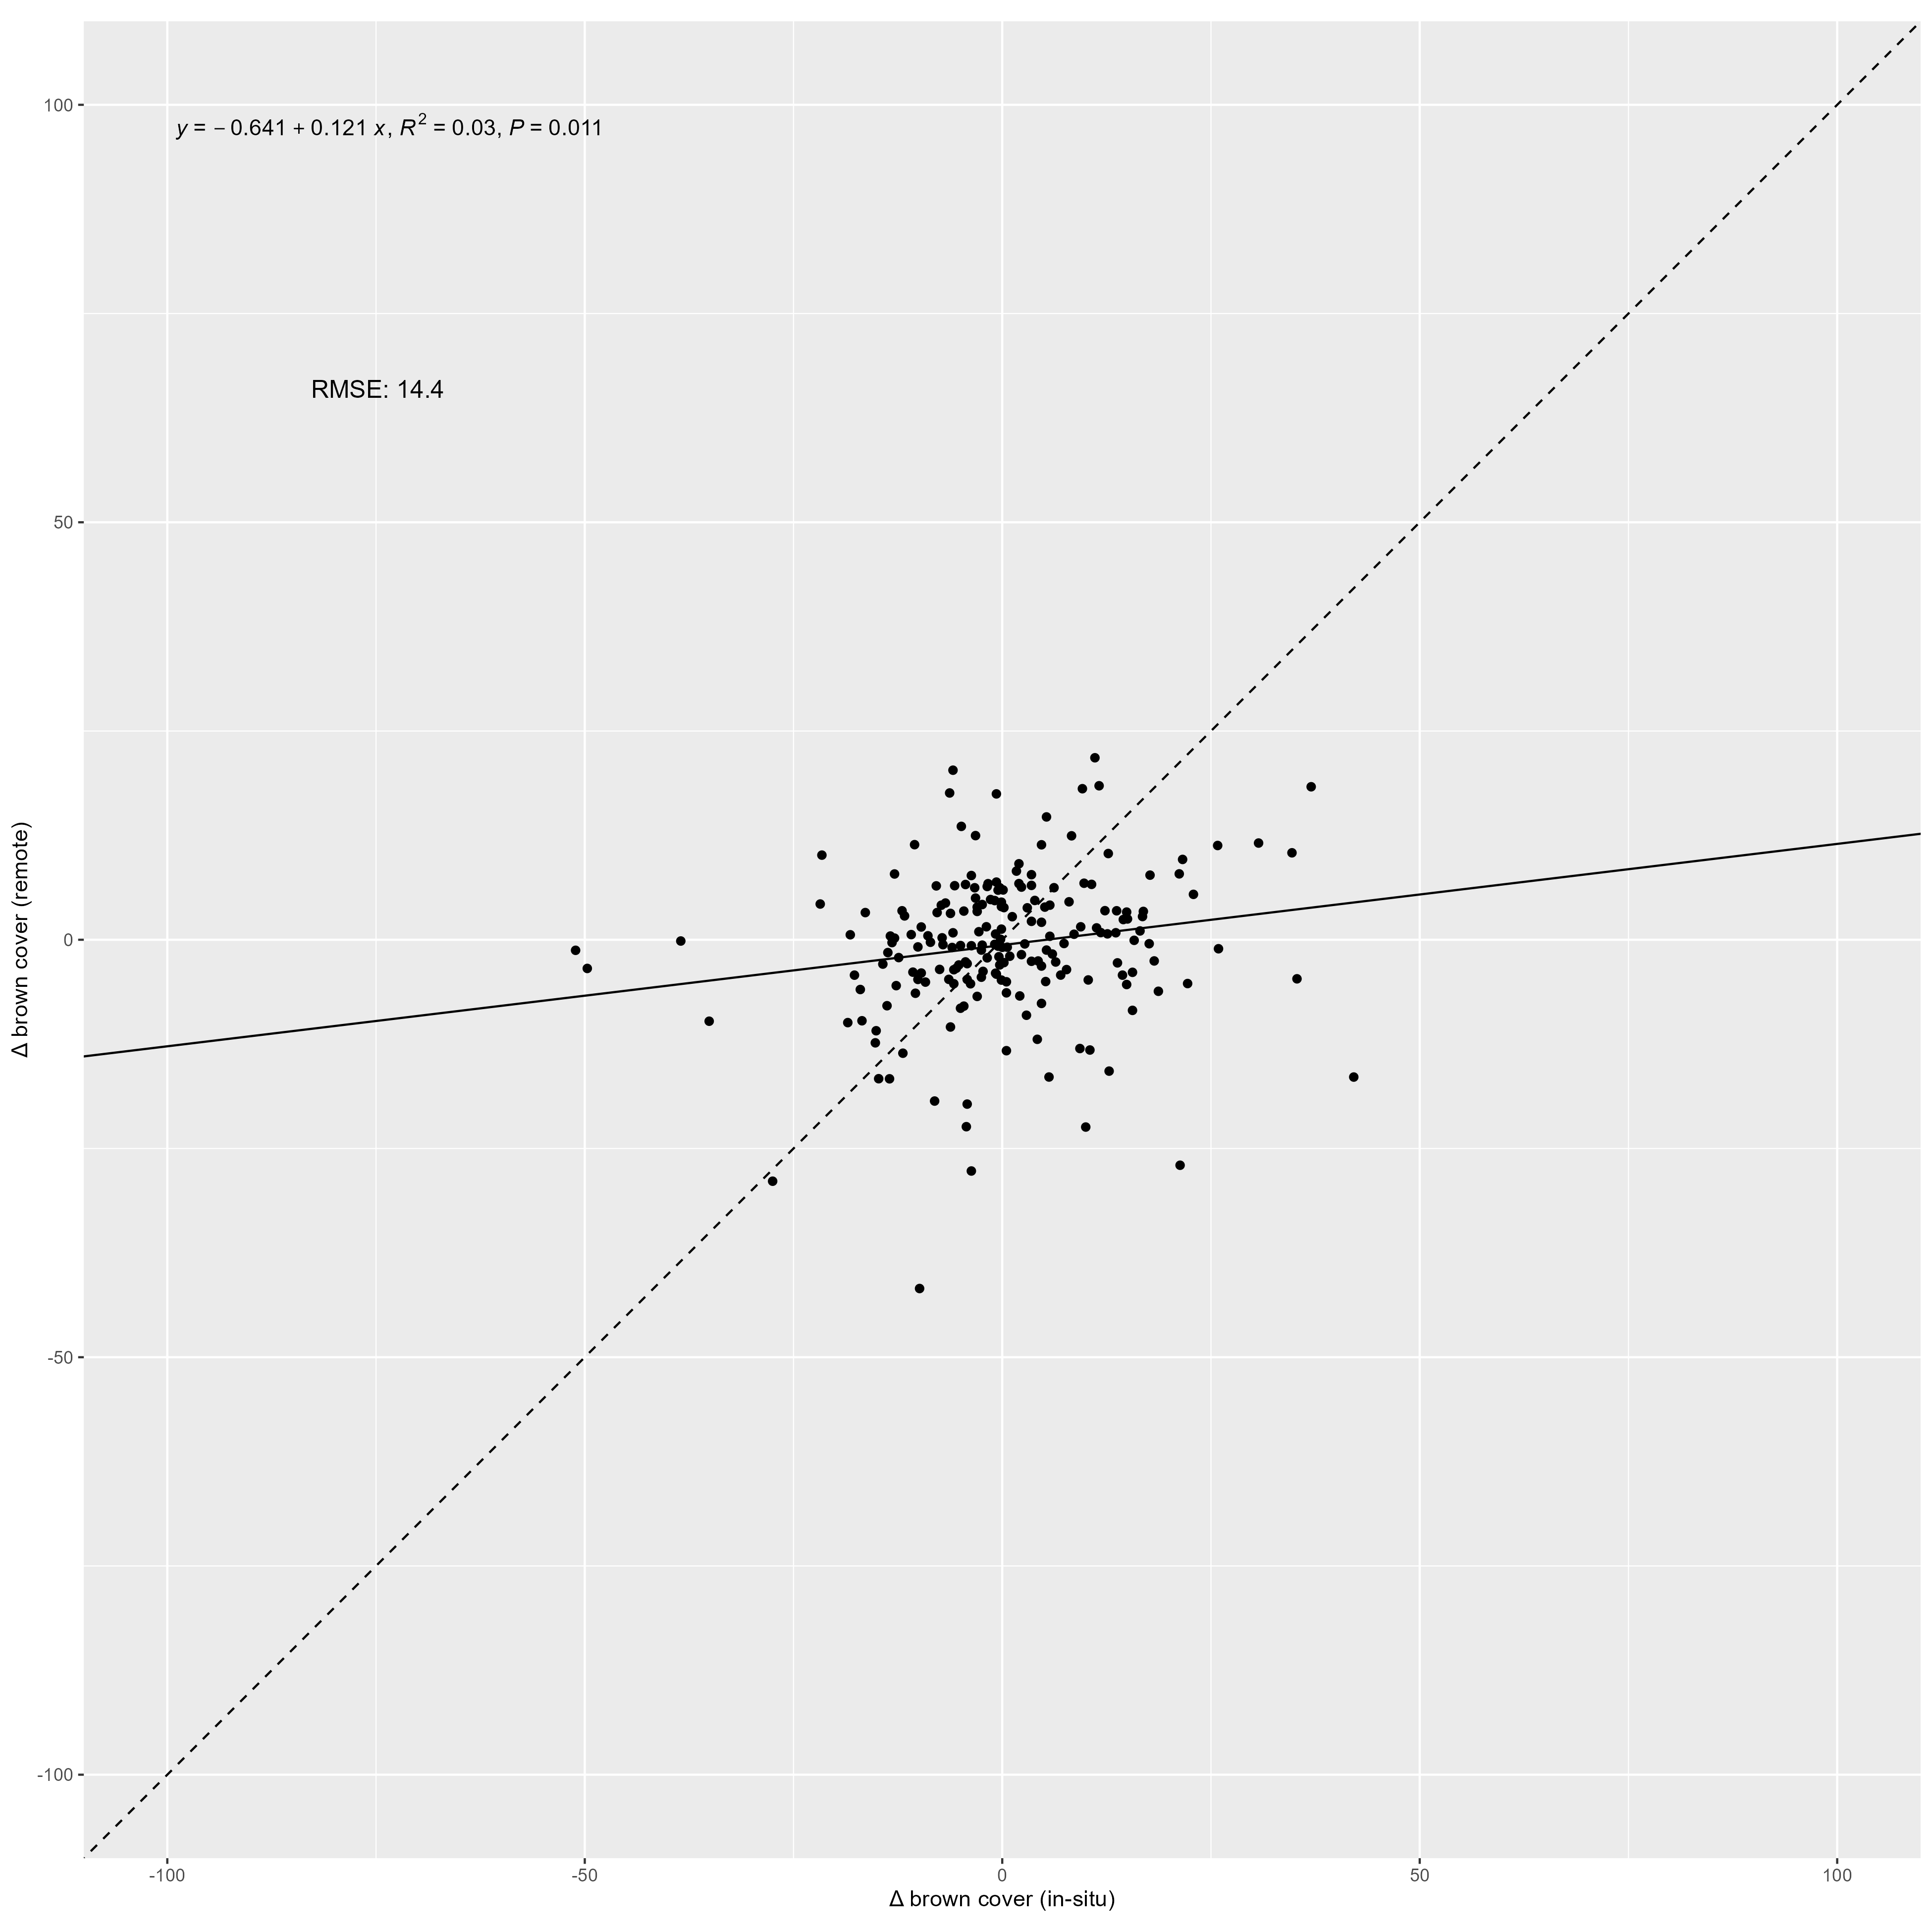 100
y = − 0.641 + 0.121 x, R² = 0.03, P = 0.011
RMSE: 14.4
50
Δ brown cover (remote)
0
-50
-100
-100 -50 0 50 100
Δ brown cover (in-situ)